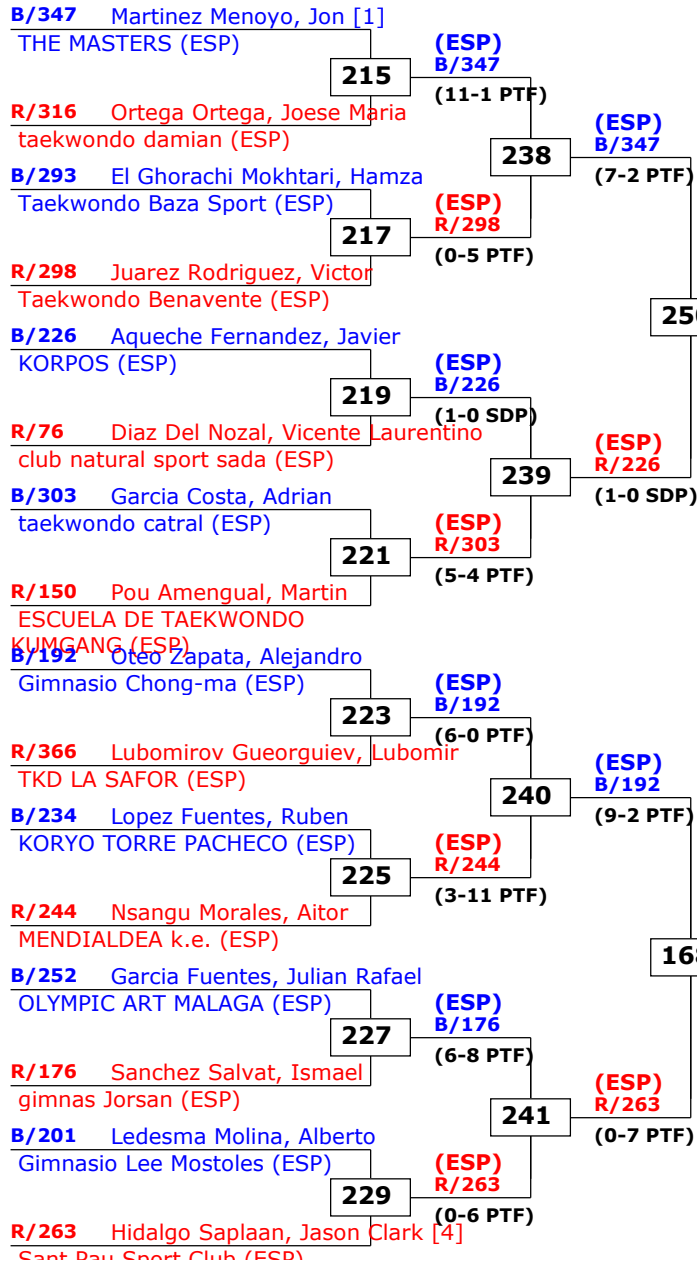 B/347 Martinez Menoyo, Jon [1]
THE MASTERS (ESP)
215
R/316 Ortega Ortega, Joese Maria
taekwondo damian (ESP)
B/293 El Ghorachi Mokhtari, Hamza
Taekwondo Baza Sport (ESP)
217
R/298 Juarez Rodriguez, Victor
Taekwondo Benavente (ESP)
B/226 Aqueche Fernandez, Javier
KORPOS (ESP)
219
R/76 Diaz Del Nozal, Vicente Laurentino
club natural sport sada (ESP)
B/303 Garcia Costa, Adrian
taekwondo catral (ESP)
221
R/150 Pou Amengual, Martin
ESCUELA DE TAEKWONDO
KUMGANG (ESP)
B/192 Oteo Zapata, Alejandro
Gimnasio Chong-ma (ESP)
223
R/366 Lubomirov Gueorguiev, Lubomir
TKD LA SAFOR (ESP)
B/234 Lopez Fuentes, Ruben
KORYO TORRE PACHECO (ESP)
225
R/244 Nsangu Morales, Aitor
MENDIALDEA k.e. (ESP)
B/252 Garcia Fuentes, Julian Rafael
OLYMPIC ART MALAGA (ESP)
227
R/176 Sanchez Salvat, Ismael
gimnas Jorsan (ESP)
B/201 Ledesma Molina, Alberto
Gimnasio Lee Mostoles (ESP)
229
R/263 Hidalgo Saplaan, Jason Clark [4]
Sant Pau Sport Club (ESP)
(ESP)
B/347
(11-1 PTF)
238
(ESP)
R/298
(0-5 PTF)
(ESP)
B/226
(1-0 SDP)
239
(ESP)
R/303
(5-4 PTF)
(ESP)
B/192
(6-0 PTF)
240
(ESP)
R/244
(3-11 PTF)
(ESP)
B/176
(6-8 PTF)
241
(ESP)
R/263
(0-6 PTF)
(ESP)
B/347
(7-2 PTF)
(ESP)
R/226
(1-0 SDP)
(ESP)
B/192
(9-2 PTF)
168
(ESP)
R/263
(0-7 PTF)